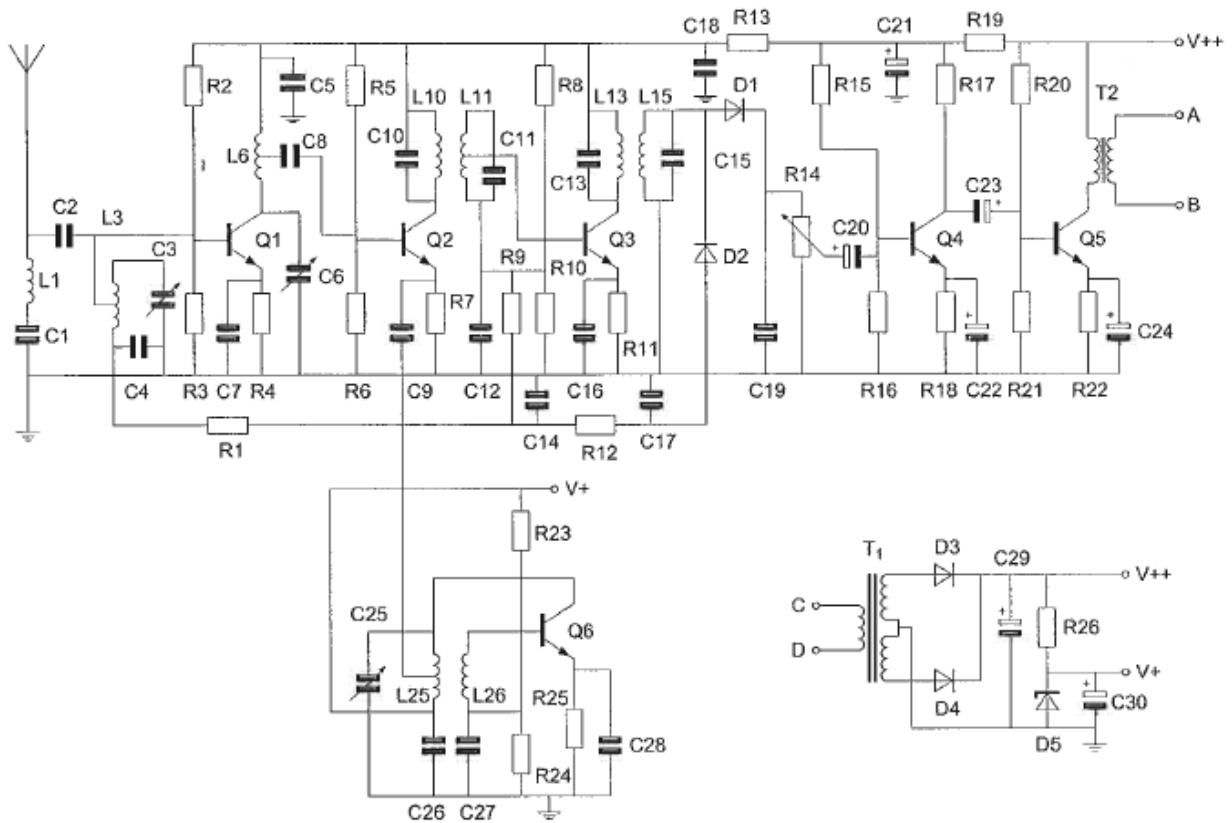 C18 R13 C21 R19
V++
R2 C5 R5 L10 L11 R8 L13 L15 D1 R15 R17 R20 T2
A
C8 C10 C11
L6 C13 C15 R14
C2 L3 C23
B
C20
C3 Q1 Q2 R9 Q3 D2 Q4 Q5
L1 C6 R10
R7
C1 R11 C24
C4 R3 C7 R4 R6 C9 C12 C16 C19 R16 R18 C22 R21 R22
R1 C14 R12 C17
V+
R23
T1 D3 C29
V++
C
C25 Q6 R26
D
V+
L25 L26 R25
D4 C30
C28 D5
R24
C26 C27
+
+
+
+
+
+
+